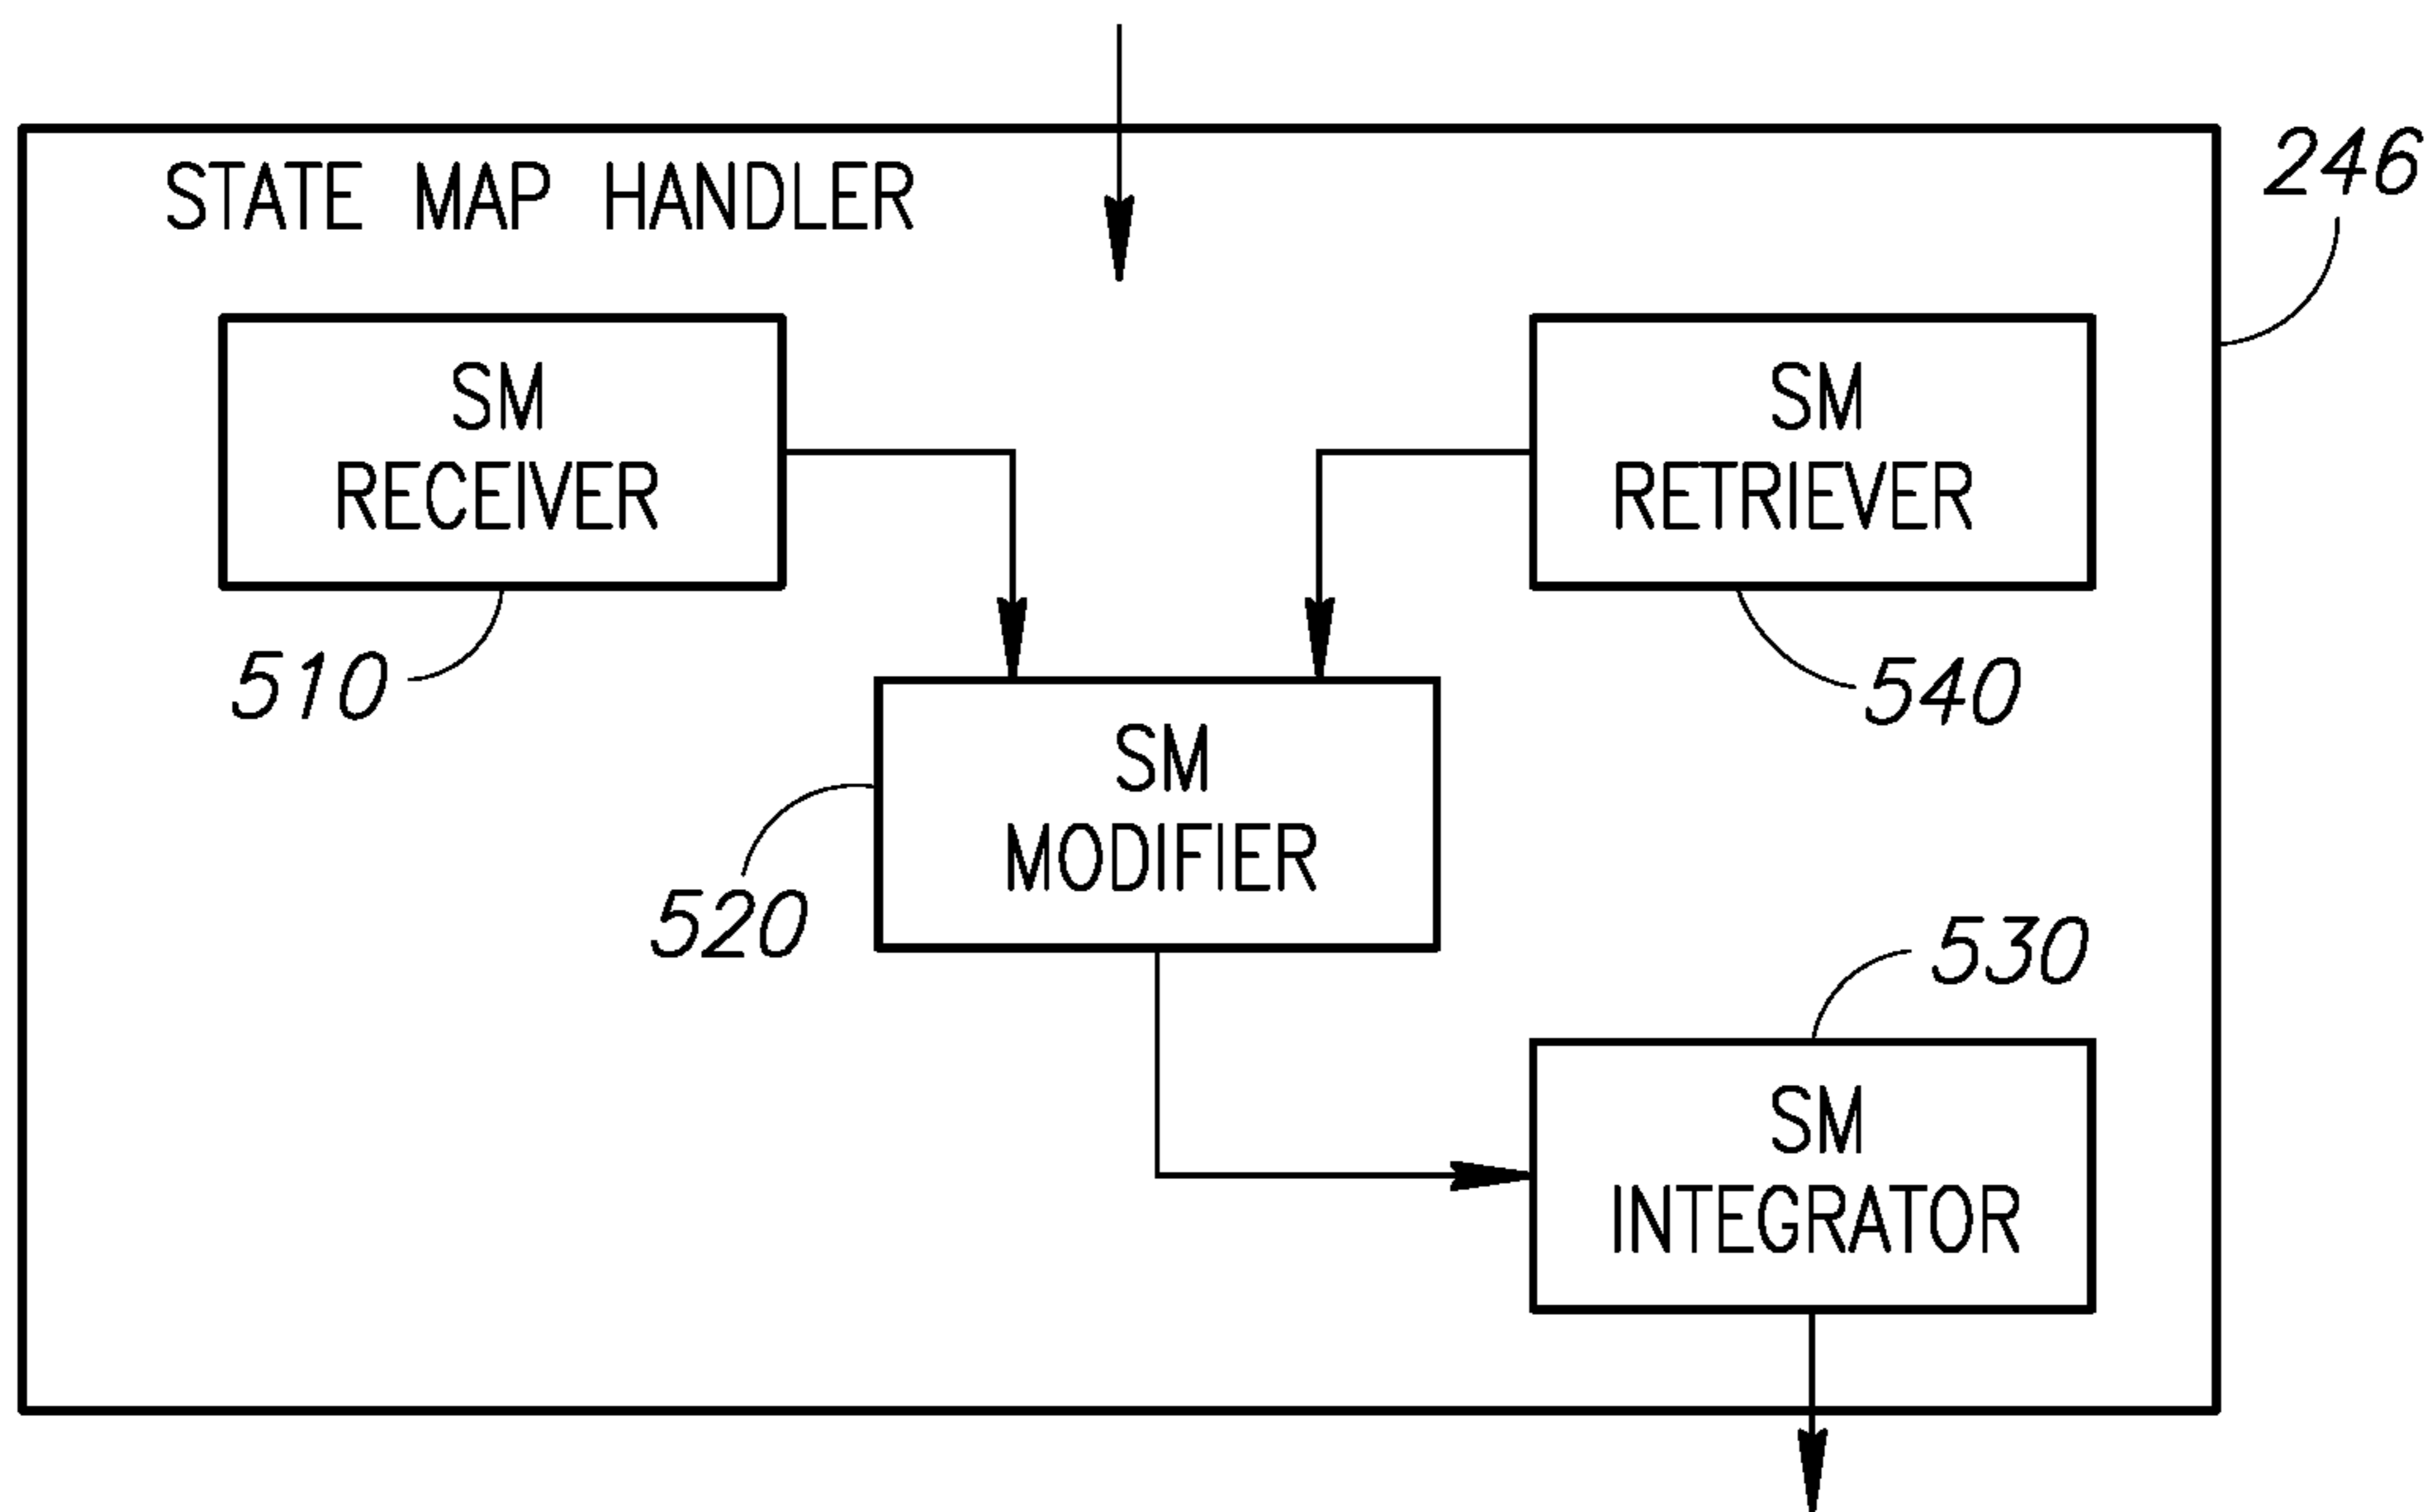 STATE MAP HANDLER
246
SM
RECEIVER
SM
RETRIEVER
510
540
SM
MODIFIER
520
530
SM
INTEGRATOR